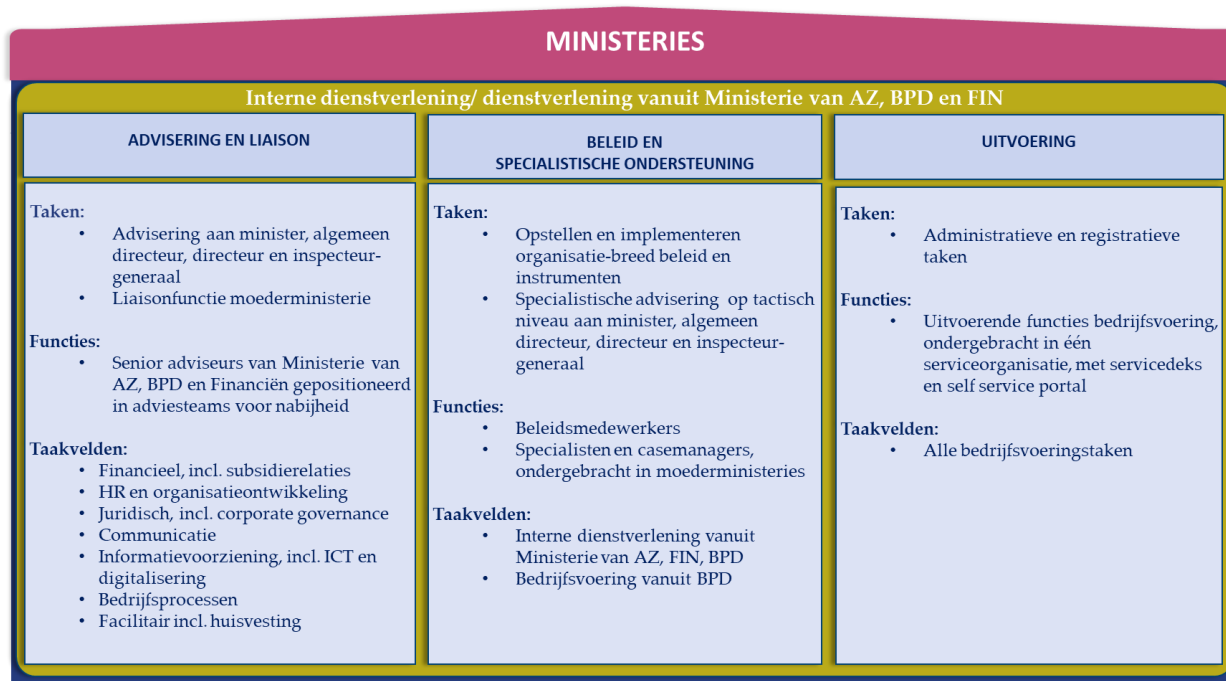 MINISTERIES
Interne dienstverlening/ dienstverlening vanuit Ministerie van AZ, BPD en FIN
ADVISERING EN LIAISON
Taken:
• Advisering aan minister, algemeen
directeur, directeur en inspecteur-
generaal
• Liaisonfunctie moederministerie
Functies:
• Senior adviseurs van Ministerie van
AZ, BPD en Financiën gepositioneerd
in adviesteams voor nabijheid
Taakvelden:
• Financieel, incl. subsidierelaties
• HR en organisatieontwikkeling
• Juridisch, incl. corporate governance
• Communicatie
• Informatievoorziening, incl. ICT en
digitalisering
• Bedrijfsprocessen
• Facilitair incl. huisvesting
BELEID EN
SPECIALISTISCHE ONDERSTEUNING
Taken:
• Opstellen en implementeren
organisatie-breed beleid en
instrumenten
• Specialistische advisering op tactisch
niveau aan minister, algemeen
directeur, directeur en inspecteur-
generaal
Functies:
• Beleidsmedewerkers
• Specialisten en casemanagers,
ondergebracht in moederministeries
Taakvelden:
• Interne dienstverlening vanuit
Ministerie van AZ, FIN, BPD
• Bedrijfsvoering vanuit BPD
UITVOERING
Taken:
• Administratieve en registratieve
taken
Functies:
• Uitvoerende functies bedrijfsvoering,
ondergebracht in één
serviceorganisatie, met servicedeks
en self service portal
Taakvelden:
• Alle bedrijfsvoeringstaken